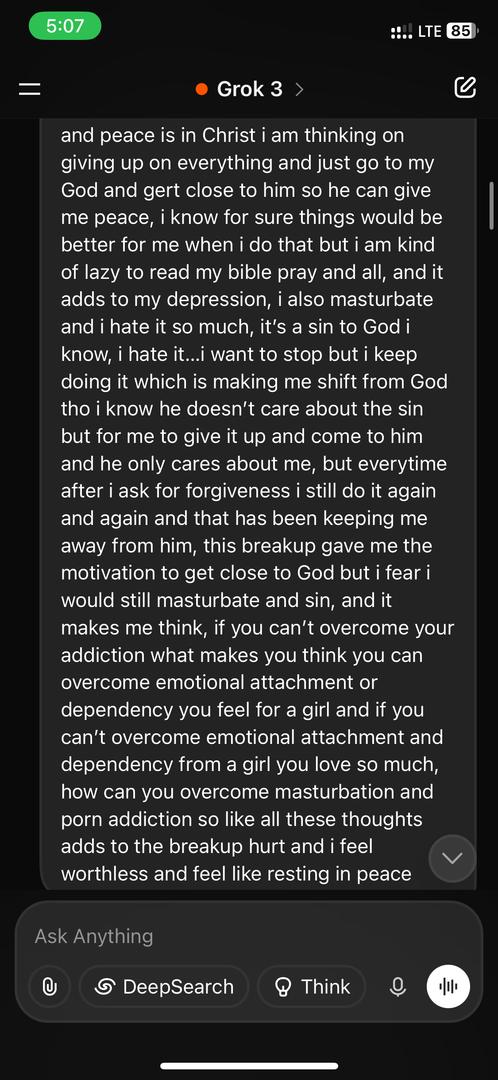 5:07
LTE 85
Grok 3
and peace is in Christ i am thinking on
giving up on everything and just go to my
God and gert close to him so he can give
me peace, i know for sure things would be
better for me when i do that but i am kind
of lazy to read my bible pray and all, and it
adds to my depression, i also masturbate
and i hate it so much, it’s a sin to God i
know, i hate it...i want to stop but i keep
doing it which is making me shift from God
tho i know he doesn’t care about the sin
but for me to give it up and come to him
and he only cares about me, but everytime
after i ask for forgiveness i still do it again
and again and that has been keeping me
away from him, this breakup gave me the
motivation to get close to God but i fear i
would still masturbate and sin, and it
makes me think, if you can’t overcome your
addiction what makes you think you can
overcome emotional attachment or
dependency you feel for a girl and if you
can’t overcome emotional attachment and
dependency from a girl you love so much,
how can you overcome masturbation and
porn addiction so like all these thoughts
adds to the breakup hurt and i feel
worthless and feel like resting in peace
Ask Anything
DeepSearch
Think